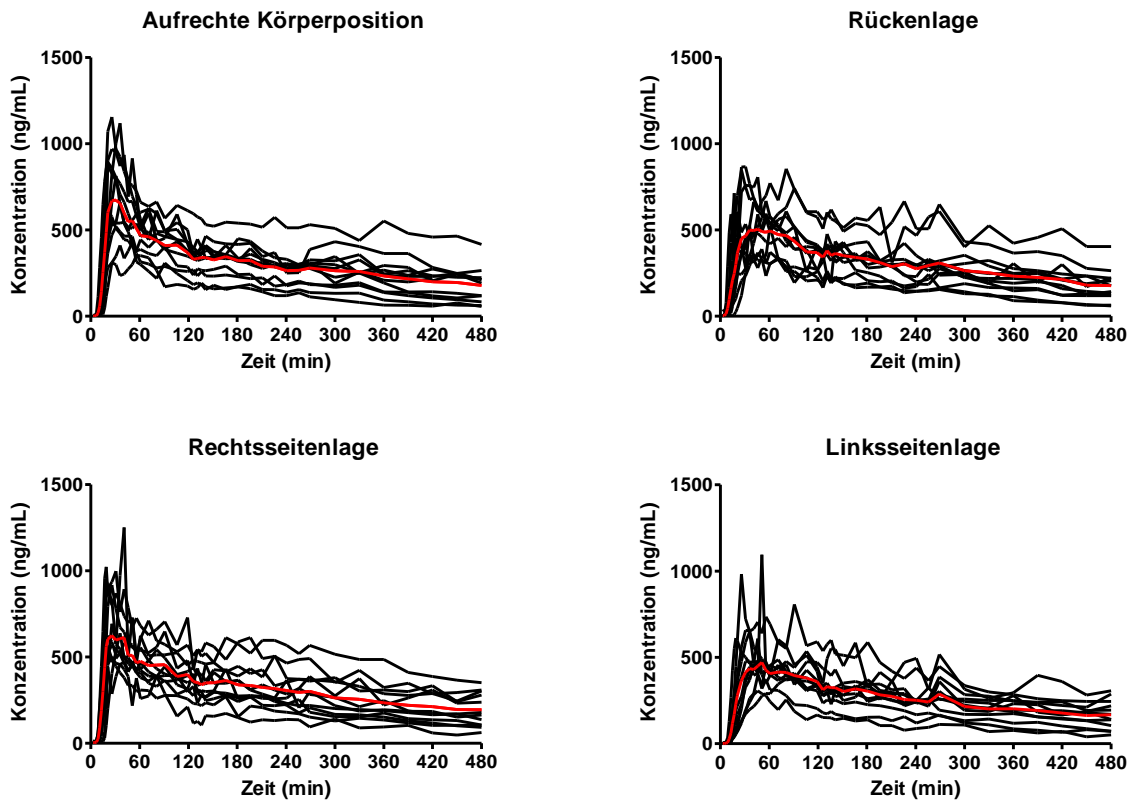 Aufrechte Körperposition
Konzentration (ng/mL)
1500
1000
500
0
0 60 120 180 240 300 360 420 480
Zeit (min)
Rückenlage
Konzentration (ng/mL)
1500
1000
500
0
0 60 120 180 240 300 360 420 480
Zeit (min)
Rechtsseitenlage
Konzentration (ng/mL)
1500
1000
500
0
0 60 120 180 240 300 360 420 480
Zeit (min)
Linksseitenlage
Konzentration (ng/mL)
1500
1000
500
0
0 60 120 180 240 300 360 420 480
Zeit (min)